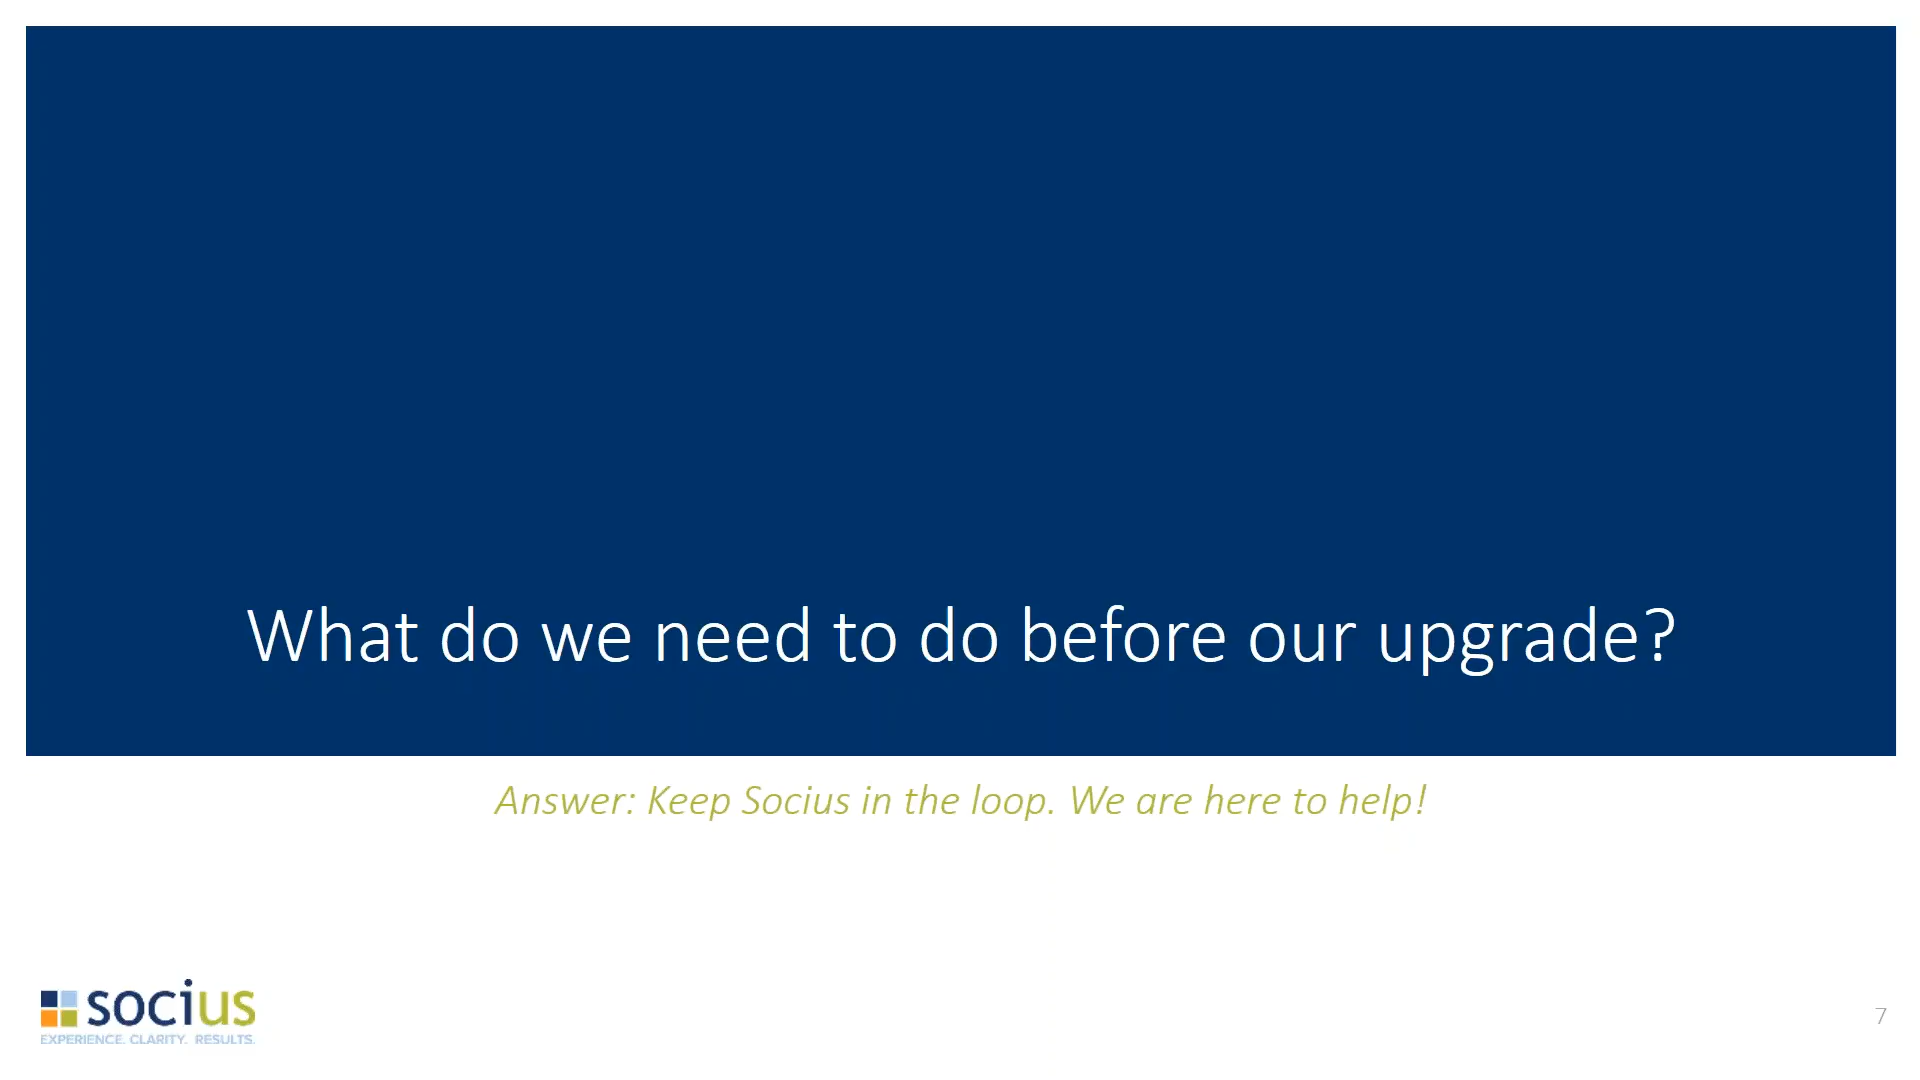 What do we need to do before our upgrade?
Answer: Keep Socius in the loop. We are here to help!
socius
EXPERIENCE. CLARITY. RESULTS.
7